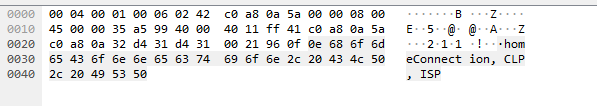 0000 00 04 00 01 00 06 02 42 c0 a8 0a 5a 00 00 08 00 ·······B ···Z····
0010 45 00 00 35 a5 99 40 00 40 11 ff 41 c0 a8 0a 5a E··5··@· @··A···Z
0020 c0 a8 0a 32 d4 31 d4 31 00 21 96 0f 0e 68 6f 6d ···2·1·1 ·!···hom
0030 65 43 6f 6e 6e 65 63 74 69 6f 6e 2c 20 43 4c 50 eConnect ion, CLP
0040 2c 20 49 53 50 , ISP